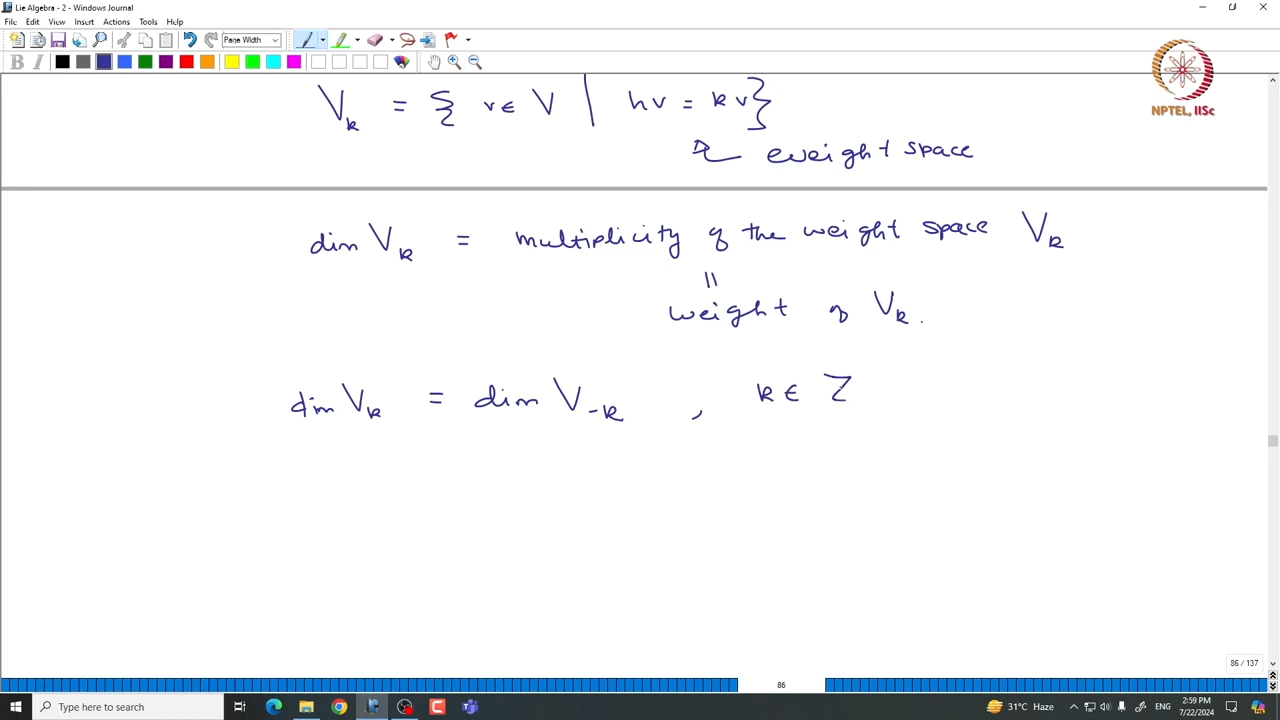 Lie Algebra - 2 - Windows Journal
File Edit View Insert Actions Tools Help
Page Width
B I
NPTEL, IISc
V_k = { v ∈ V | hv = kv }
eweight space
dim V_k = multiplicity of the weight space V_k
=
weight of V_k.
dim V_k = dim V_-k , k ∈ Z
86 / 137
86
Type here to search
31°C Haze
2:59 PM
7/22/2024